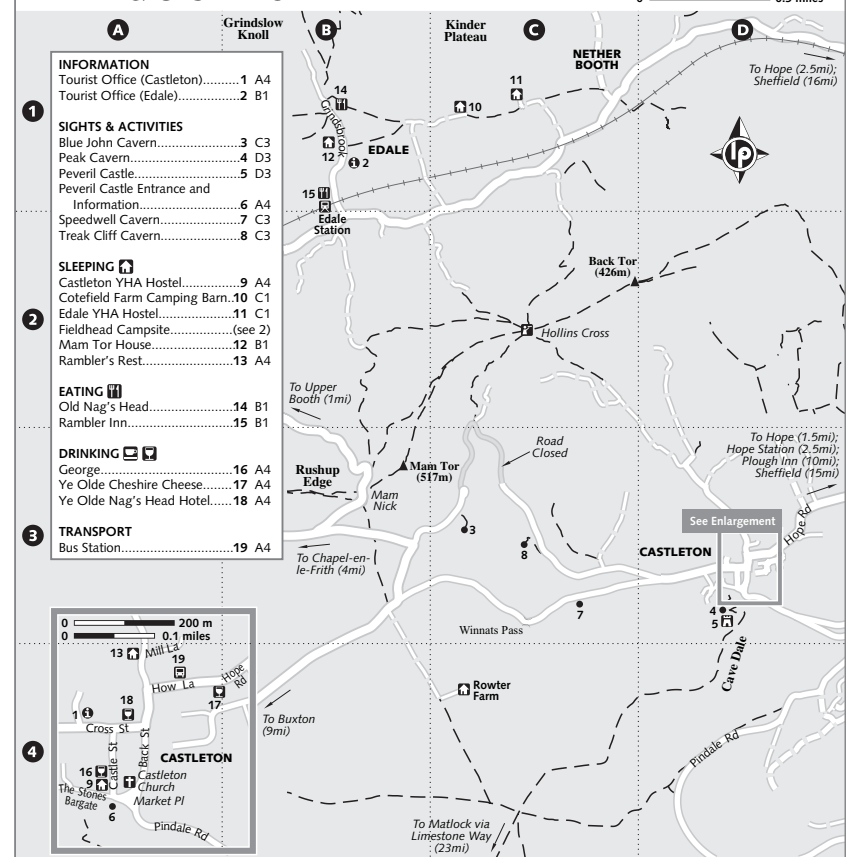 0 0.5 miles
A
Grindslow
Knoll
B
Kinder
Plateau
C
D
NETHER
BOOTH
To Hope (2.5mi);
Sheffield (16mi)
INFORMATION
Tourist Office (Castleton).........1 A4
Tourist Office (Edale)...............2 B1
SIGHTS & ACTIVITIES
Blue John Cavern....................3 C3
Peak Cavern...........................4 D3
Peveril Castle.........................5 D3
Peveril Castle Entrance and
Information........................6 A4
Speedwell Cavern...................7 C3
Treak Cliff Cavern...................8 C3
SLEEPING
Castleton YHA Hostel..............9 A4
Cotefield Farm Camping Barn..10 C1
Edale YHA Hostel..................11 C1
Fieldhead Campsite.............(see 2)
Mam Tor House....................12 B1
Rambler's Rest.....................13 A4
EATING
Old Nag's Head....................14 B1
Rambler Inn.........................15 B1
DRINKING
George................................16 A4
Ye Olde Cheshire Cheese.......17 A4
Ye Olde Nag's Head Hotel......18 A4
TRANSPORT
Bus Station..........................19 A4
1
2
3
4
14
Grindsbrook
12
EDALE
2
10
11
15
Edale
Station
lp
Back Tor
(426m)
Hollins Cross
To Upper
Booth (1mi)
Rushup
Edge
Mam Tor
(517m)
Mam
Nick
Road
Closed
To Hope (1.5mi);
Hope Station (2.5mi);
Plough Inn (10mi);
Sheffield (15mi)
See Enlargement
Hope Rd
CASTLETON
3
8
7
4
5
To Chapel-en-
le-Frith (4mi)
Winnats Pass
Cave Dale
Rowter
Farm
To Buxton
(9mi)
Pindale Rd
To Matlock via
Limestone Way
(23mi)
0 200 m
0 0.1 miles
13
Mill La
19
How La
Hope
Rd
17
18
1
Cross St
Castle St
Back St
CASTLETON
16
9
Castleton
Church
Market Pl
The Stones
Bargate
6
Pindale Rd